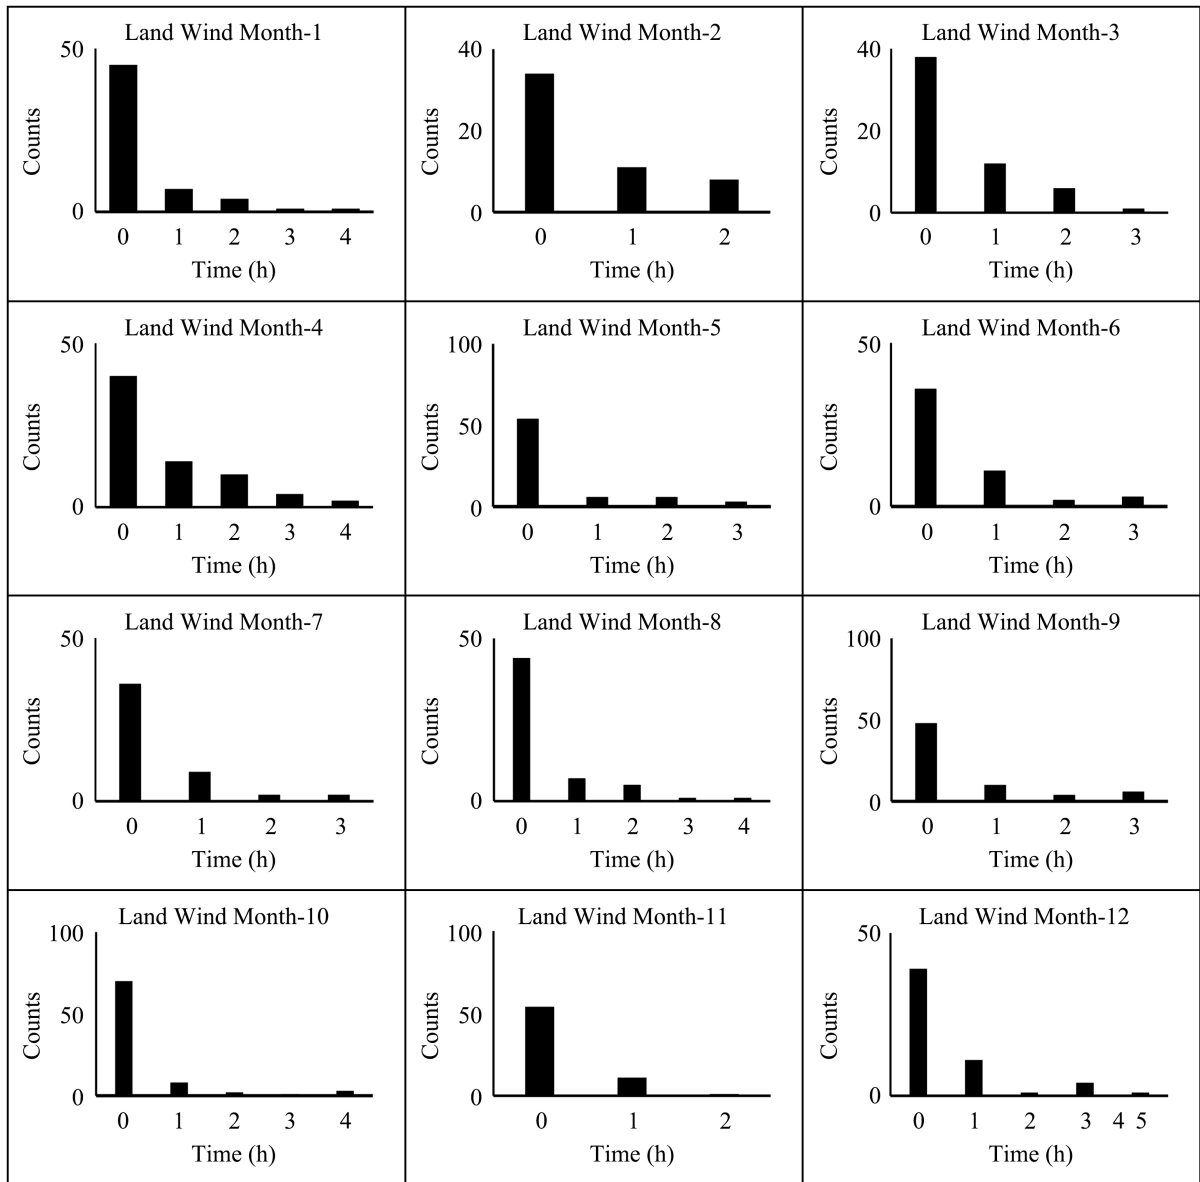 Land Wind Month-1
50
0
Counts
0 1 2 3 4
Time (h)
Land Wind Month-2
40
20
0
Counts
0 1 2
Time (h)
Land Wind Month-3
40
20
0
Counts
0 1 2 3
Time (h)
Land Wind Month-4
50
0
Counts
0 1 2 3 4
Time (h)
Land Wind Month-5
100
50
0
Counts
0 1 2 3
Time (h)
Land Wind Month-6
50
0
Counts
0 1 2 3
Time (h)
Land Wind Month-7
50
0
Counts
0 1 2 3
Time (h)
Land Wind Month-8
50
0
Counts
0 1 2 3 4
Time (h)
Land Wind Month-9
100
50
0
Counts
0 1 2 3
Time (h)
Land Wind Month-10
100
50
0
Counts
0 1 2 3 4
Time (h)
Land Wind Month-11
100
50
0
Counts
0 1 2
Time (h)
Land Wind Month-12
50
0
Counts
0 1 2 3 4 5
Time (h)